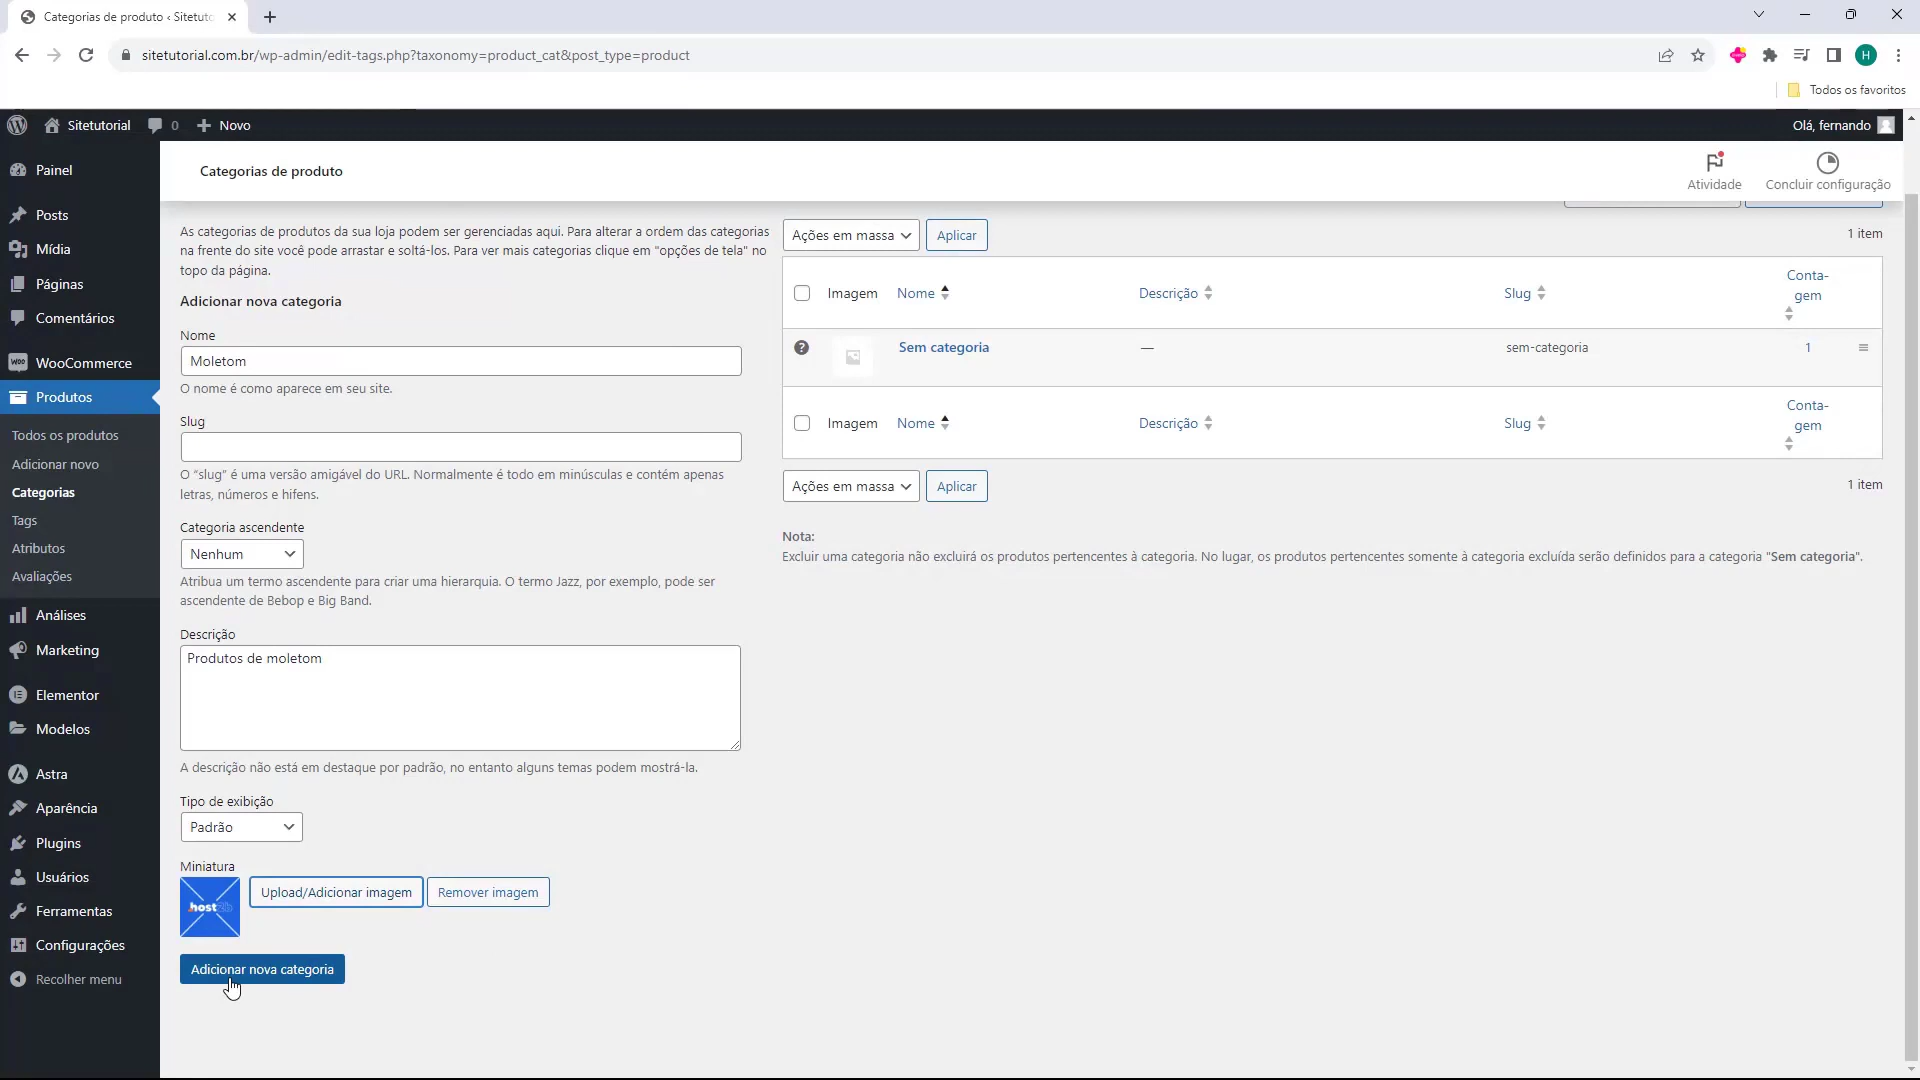 Categorias de produto ‹ Sitetuto
sitetutorial.com.br/wp-admin/edit-tags.php?taxonomy=product_cat&post_type=product
H
Todos os favoritos
Sitetutorial
0
Novo
Olá, fernando
Painel
Posts
Mídia
Páginas
Comentários
WooCommerce
Produtos
Todos os produtos
Adicionar novo
Categorias
Tags
Atributos
Avaliações
Análises
Marketing
Elementor
Modelos
Astra
Aparência
Plugins
Usuários
Ferramentas
Configurações
Recolher menu
Categorias de produto
Atividade
Concluir configuração
As categorias de produtos da sua loja podem ser gerenciadas aqui. Para alterar a ordem das categorias
na frente do site você pode arrastar e soltá-los. Para ver mais categorias clique em "opções de tela" no
topo da página.
Adicionar nova categoria
Nome
Moletom
O nome é como aparece em seu site.
Slug
O “slug” é uma versão amigável do URL. Normalmente é todo em minúsculas e contém apenas
letras, números e hifens.
Categoria ascendente
Nenhum
Atribua um termo ascendente para criar uma hierarquia. O termo Jazz, por exemplo, pode ser
ascendente de Bebop e Big Band.
Descrição
Produtos de moletom
A descrição não está em destaque por padrão, no entanto alguns temas podem mostrá-la.
Tipo de exibição
Padrão
Miniatura
.host2b
Upload/Adicionar imagem
Remover imagem
Adicionar nova categoria
Ações em massa
Aplicar
1 item
Imagem
Nome
Descrição
Slug
Conta-
gem
Sem categoria
—
sem-categoria
1
Imagem
Nome
Descrição
Slug
Conta-
gem
Ações em massa
Aplicar
1 item
Nota:
Excluir uma categoria não excluirá os produtos pertencentes à categoria. No lugar, os produtos pertencentes somente à categoria excluída serão definidos para a categoria "Sem categoria".